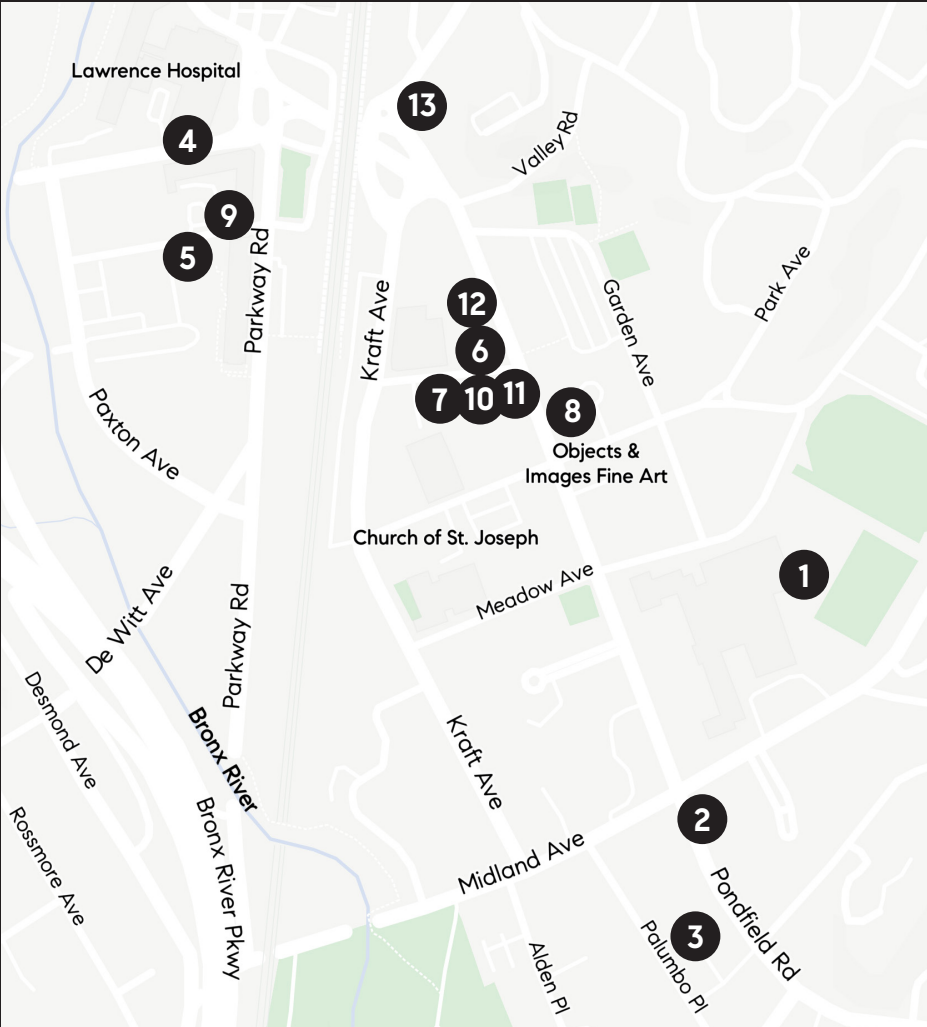 Lawrence Hospital
13
4
Valley Rd
9
5
Parkway Rd
Park Ave
12
Kraft Ave
Garden Ave
6
7
10
11
8
Paxton Ave
Objects &
Images Fine Art
Church of St. Joseph
1
Meadow Ave
De Witt Ave
Parkway Rd
Desmond Ave
Bronx River
Kraft Ave
2
Rossmore Ave
Bronx River Pkwy
Midland Ave
Pondfield Rd
3
Palumbo Pl
Alden Pl